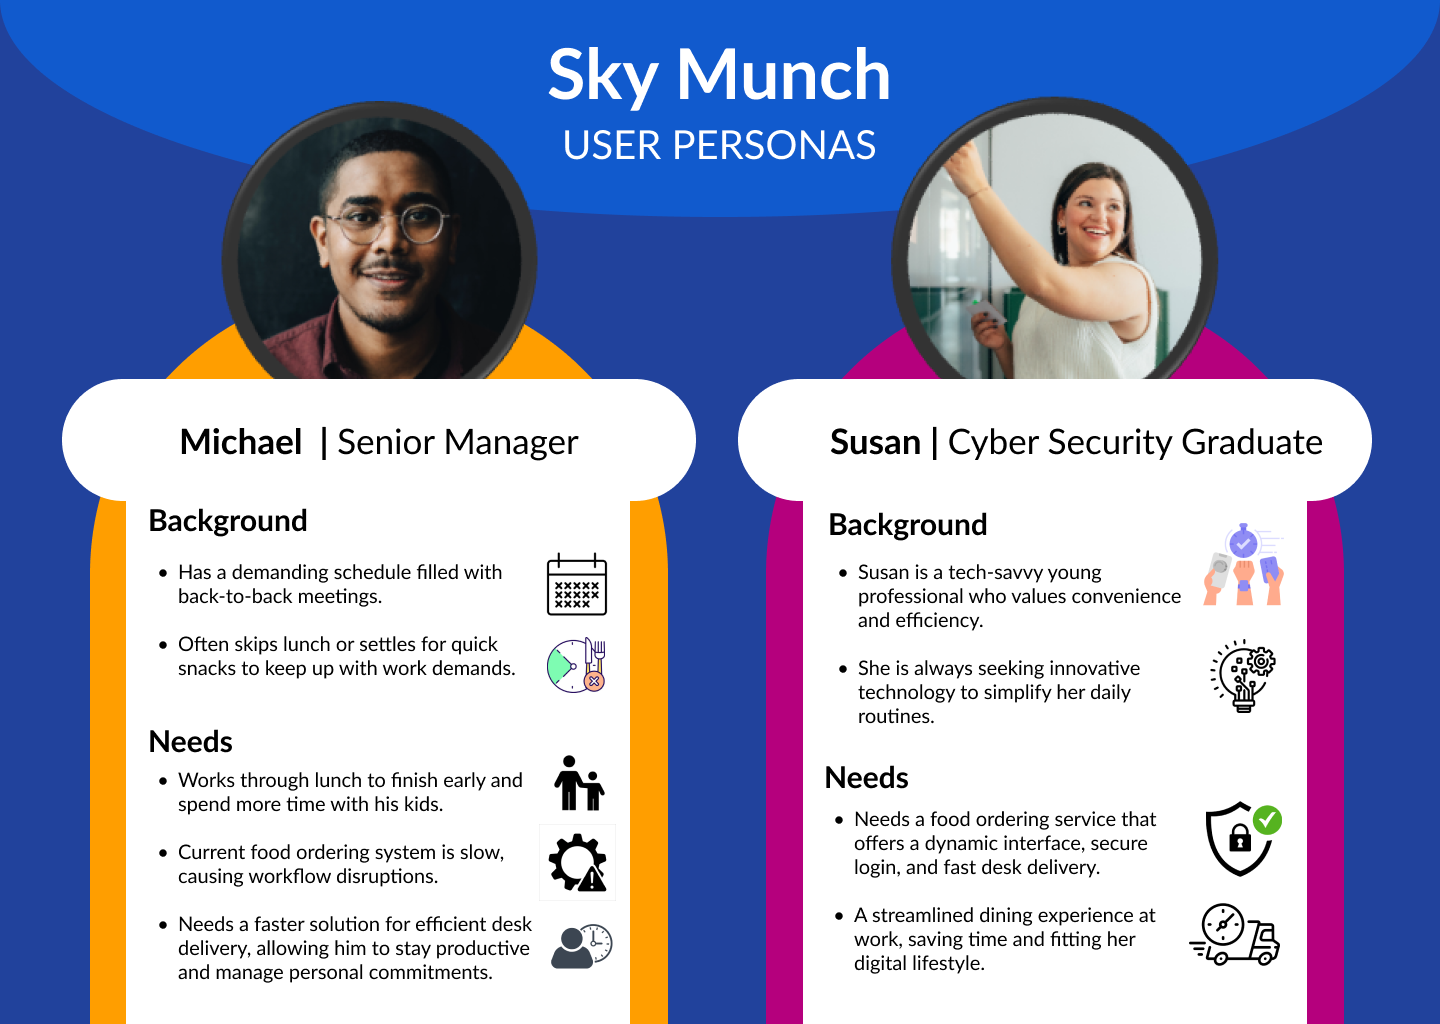 Sky Munch
USER PERSONAS
Michael | Senior Manager
Background
• Has a demanding schedule filled with
back-to-back meetings.
• Often skips lunch or settles for quick
snacks to keep up with work demands.
Needs
• Works through lunch to finish early and
spend more time with his kids.
• Current food ordering system is slow,
causing workflow disruptions.
• Needs a faster solution for efficient desk
delivery, allowing him to stay productive
and manage personal commitments.
Susan | Cyber Security Graduate
Background
• Susan is a tech-savvy young
professional who values convenience
and efficiency.
• She is always seeking innovative
technology to simplify her daily
routines.
Needs
• Needs a food ordering service that
offers a dynamic interface, secure
login, and fast desk delivery.
• A streamlined dining experience at
work, saving time and fitting her
digital lifestyle.